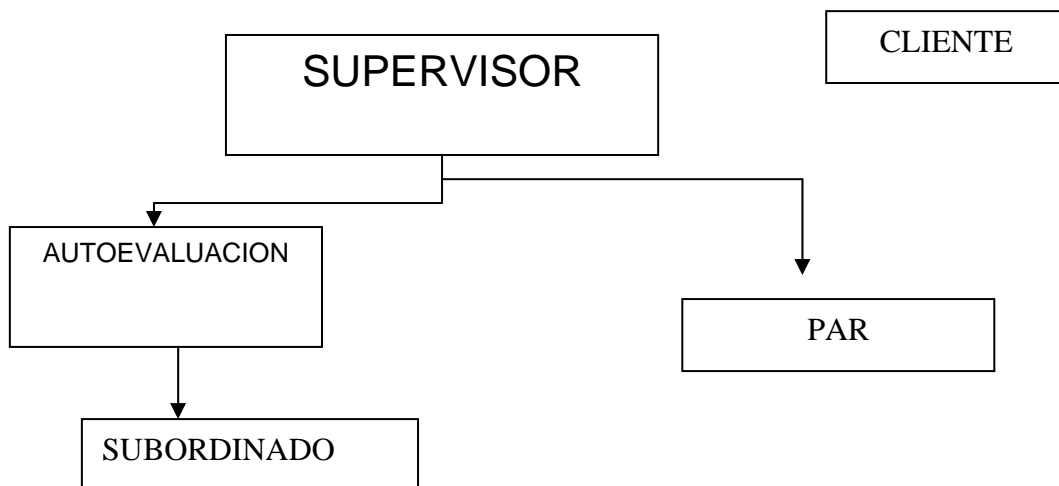 CLIENTE
SUPERVISOR
AUTOEVALUACION
PAR
SUBORDINADO